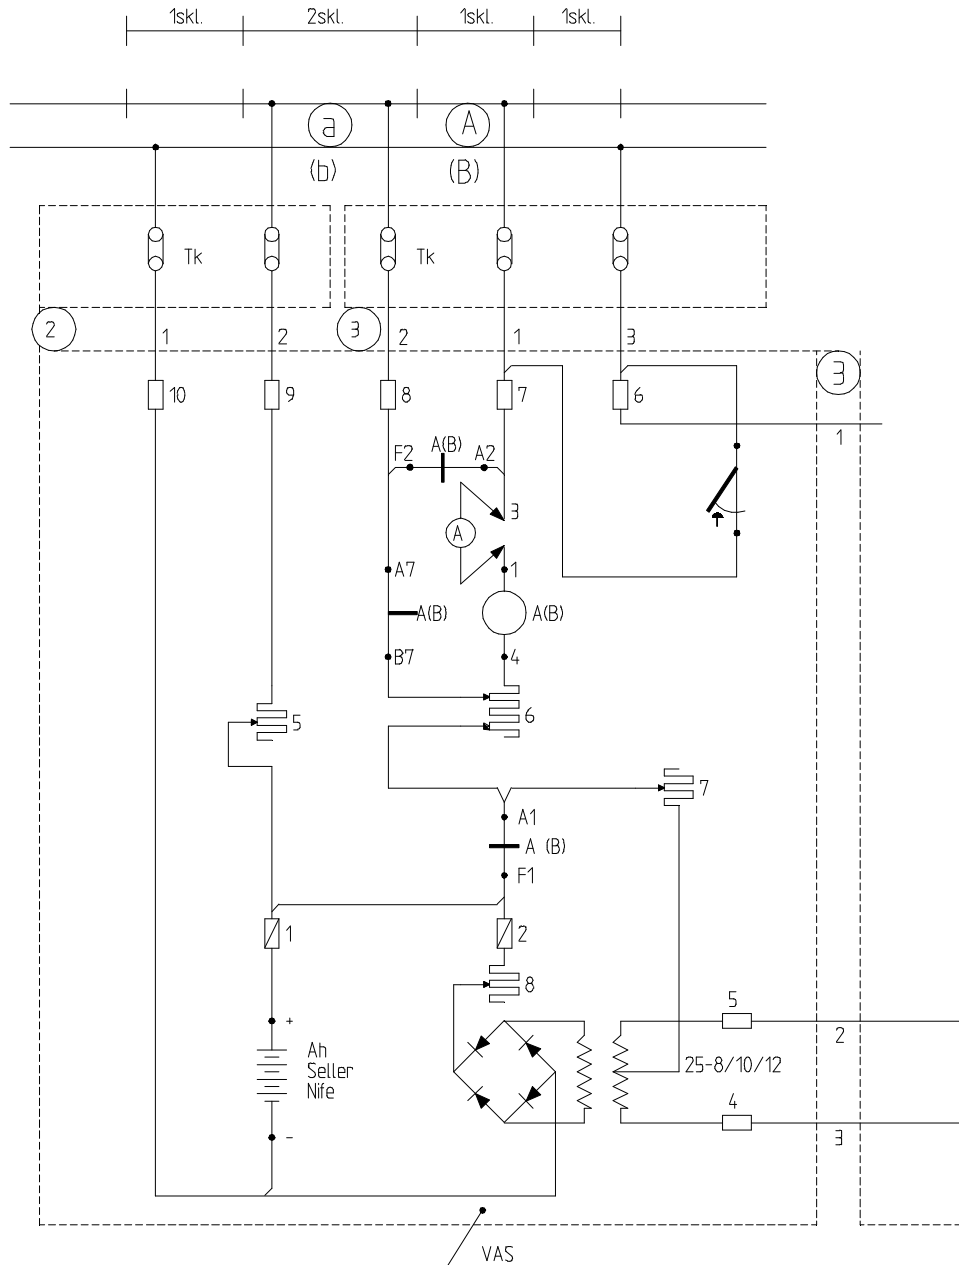 1skl. 2skl. 1skl. 1skl.
a A
(b) (B)
Tk Tk
2 3
1 2 2 1 3
3
10 9 8 7 6
1
A(B)
F2 A2
3
A
A7 1
A(B) A(B)
B7 4
5 6
7
A1
A (B)
F1
1 2
8
5
+
2
Ah
Seller
Nife
25-8/10/12
4
-
3
VAS